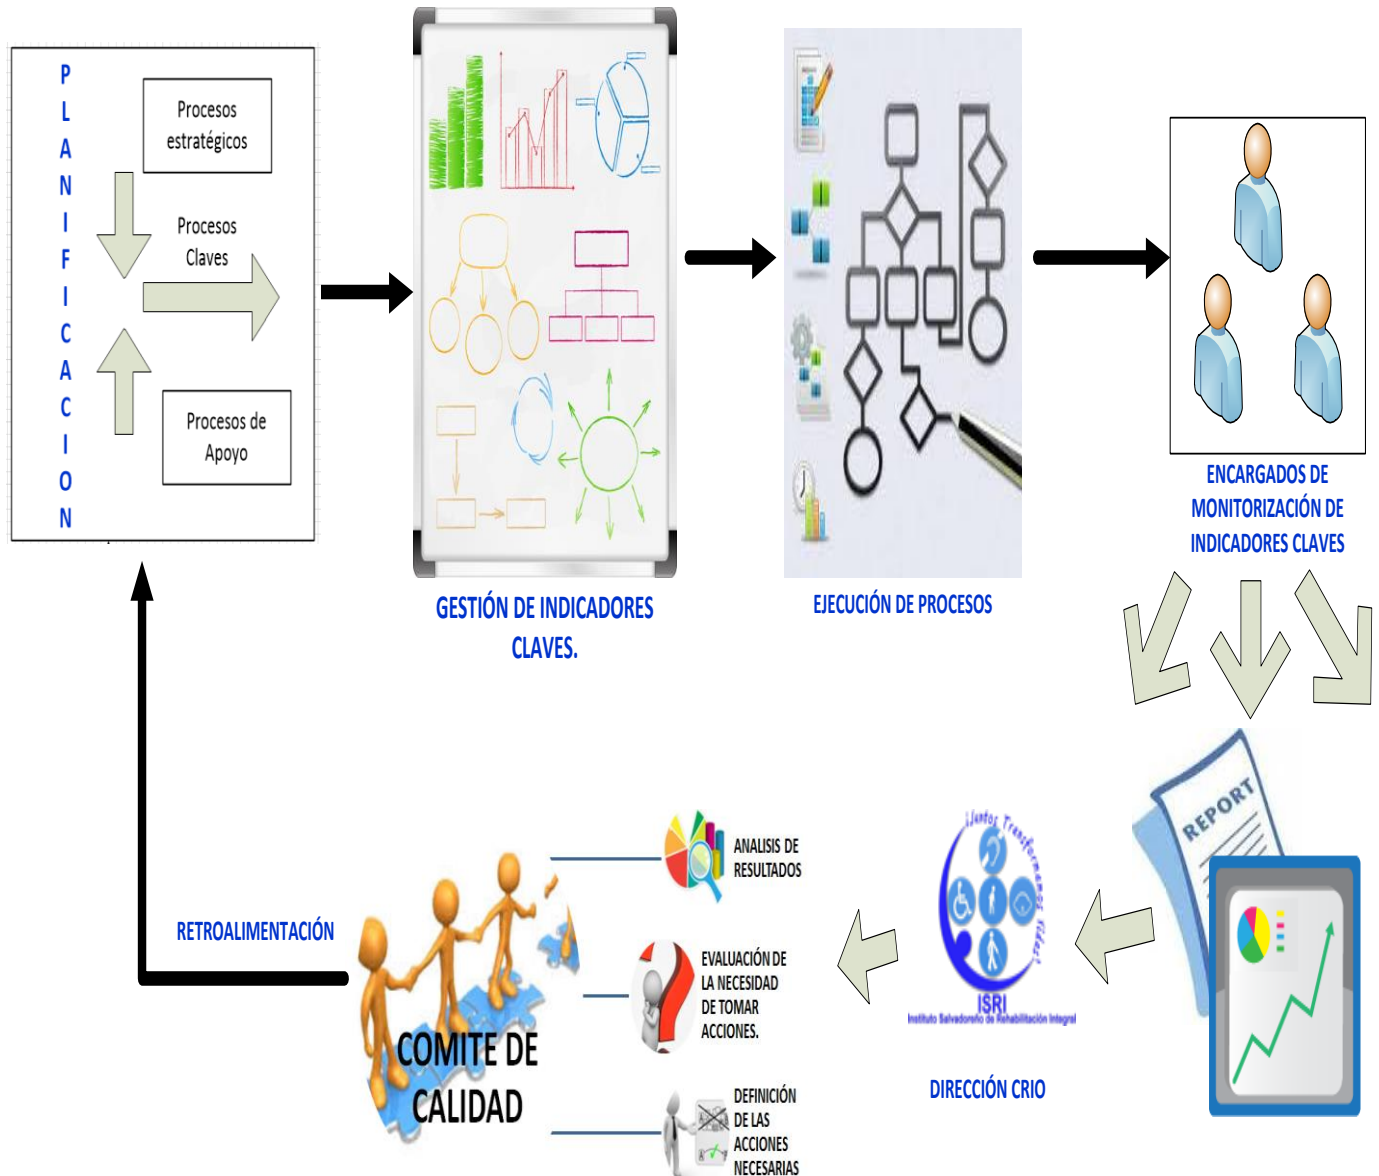 PLANIFICACION
Procesos
estratégicos
Procesos
Claves
Procesos de
Apoyo
GESTIÓN DE INDICADORES
CLAVES.
EJECUCIÓN DE PROCESOS
ENCARGADOS DE
MONITORIZACIÓN DE
INDICADORES CLAVES
REPORT
¡Juntos Transformamos Vidas!
ISRI
Instituto Salvadoreño de Rehabilitación Integral
DIRECCIÓN CRIO
ANALISIS DE
RESULTADOS
EVALUACIÓN DE
LA NECESIDAD
DE TOMAR
ACCIONES.
DEFINICIÓN
DE LAS
ACCIONES
NECESARIAS
COMITE DE
CALIDAD
RETROALIMENTACIÓN